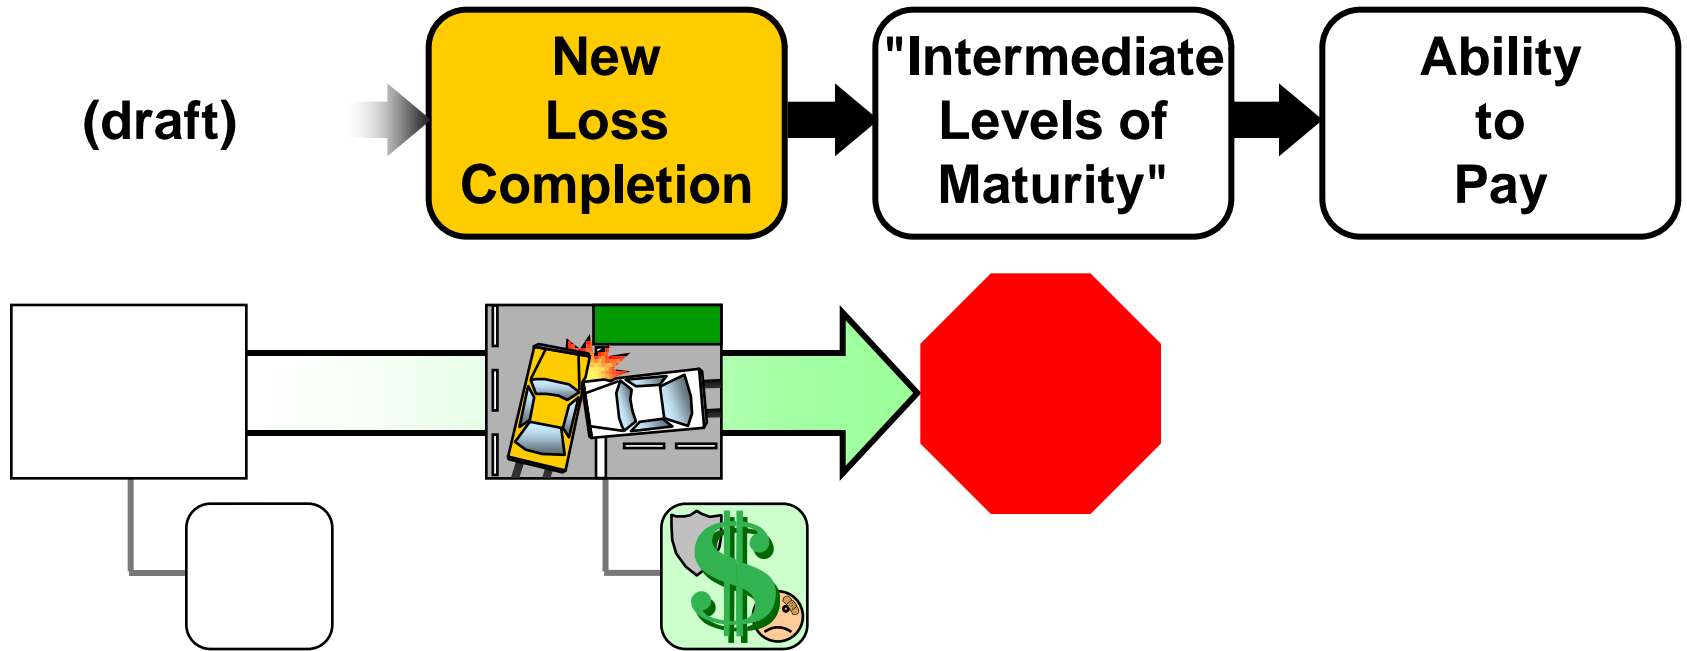 (draft)
New
Loss
Completion
"Intermediate
Levels of
Maturity"
Ability
to
Pay
$